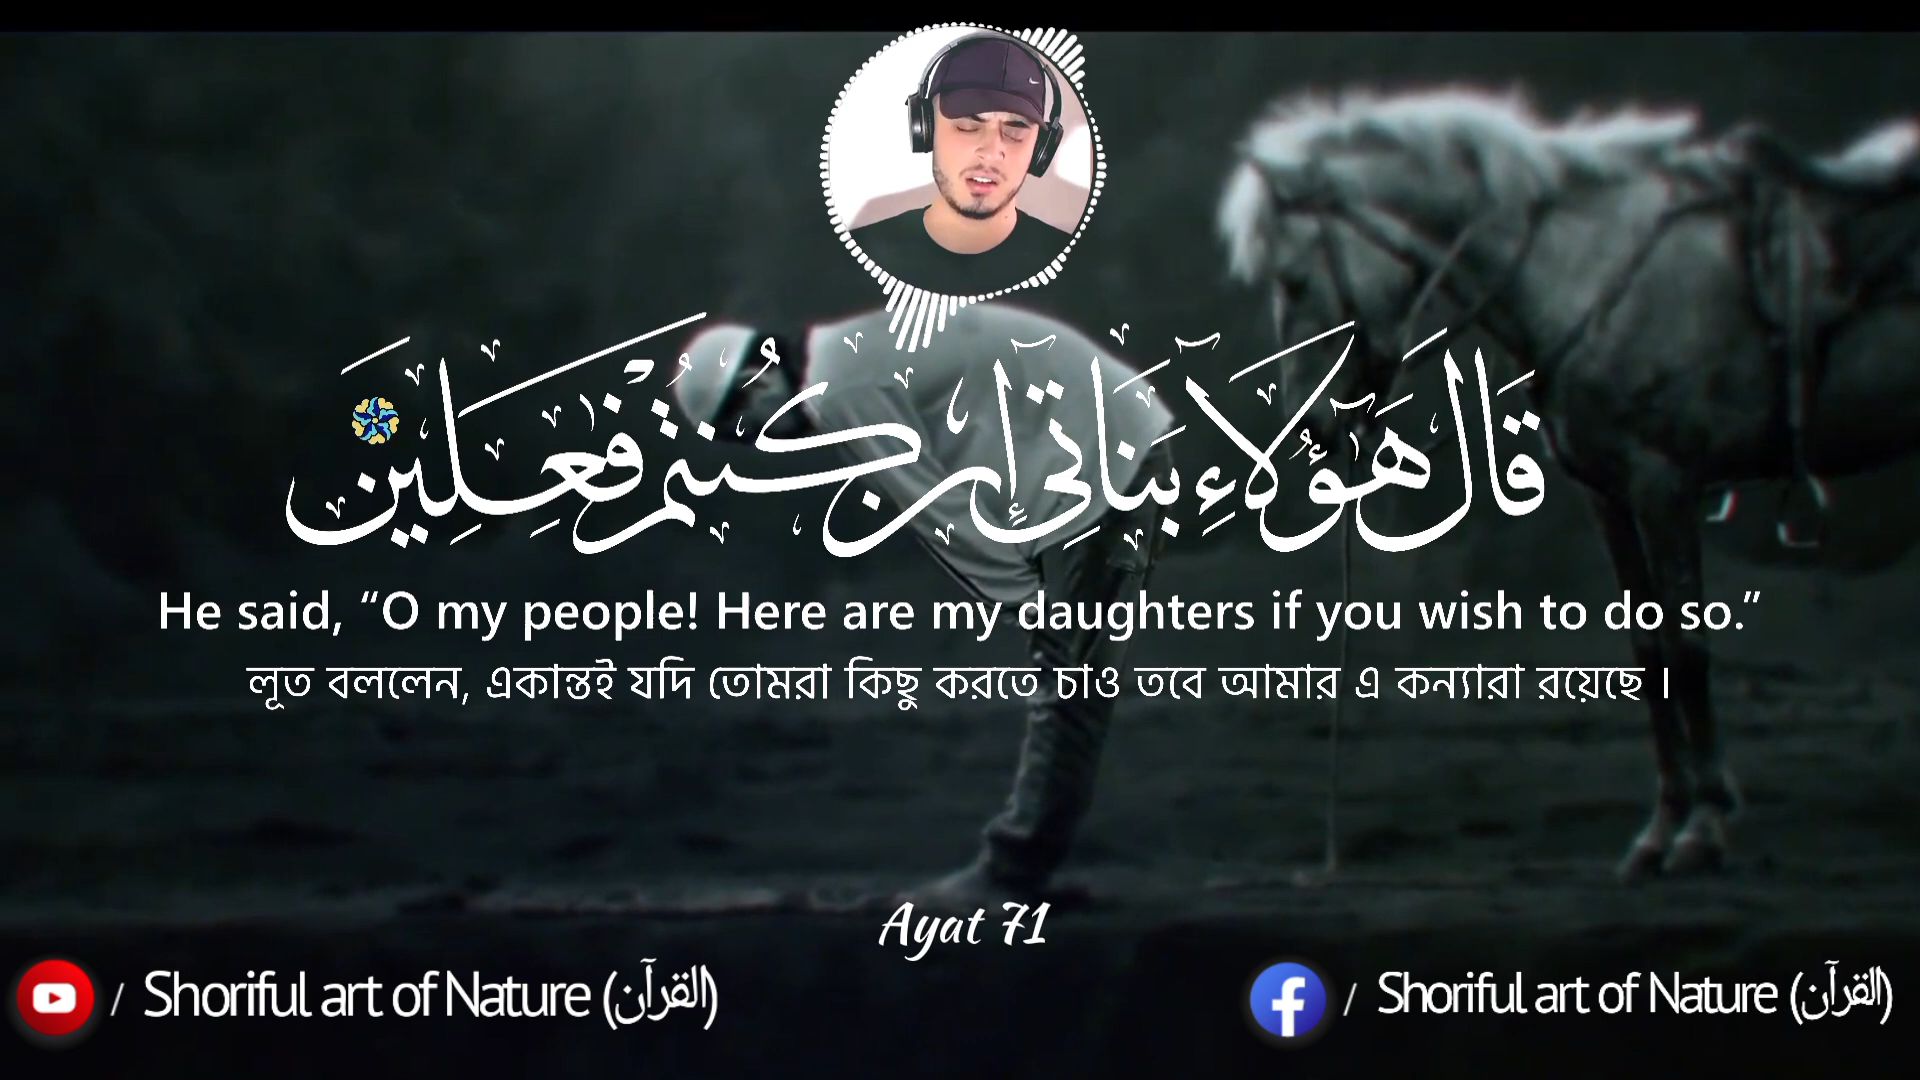 قَالَ هَٰٓؤُلَآءِ بَنَاتِىٓ إِن كُنتُمْ فَٰعِلِينَ
He said, “O my people! Here are my daughters if you wish to do so.”
লূত বললেন, একান্তই যদি তোমরা কিছু করতে চাও তবে আমার এ কন্যারা রয়েছে ।
Ayat 71
/ Shoriful art of Nature (القرآن)
/ Shoriful art of Nature (القرآن)